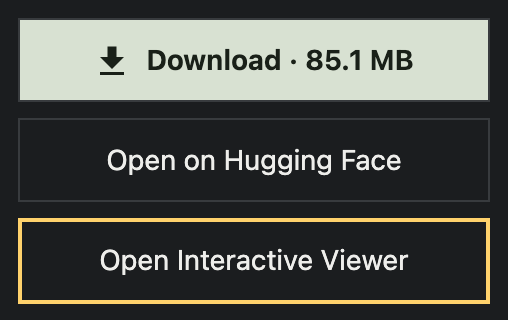 Download · 85.1 MB
Open on Hugging Face
Open Interactive Viewer